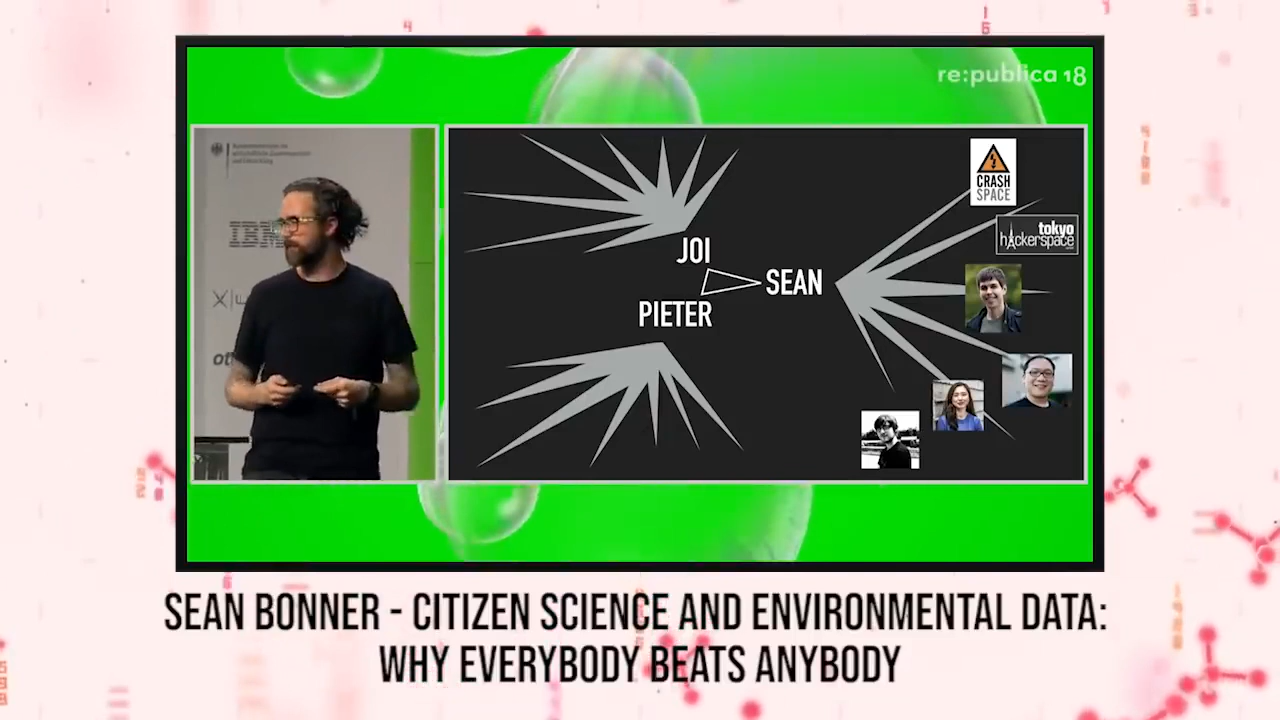 re:publica 18
IBM
CRASH
SPACE
tokyo
hackerspace
JOI
SEAN
PIETER
SEAN BONNER - CITIZEN SCIENCE AND ENVIRONMENTAL DATA:
WHY EVERYBODY BEATS ANYBODY